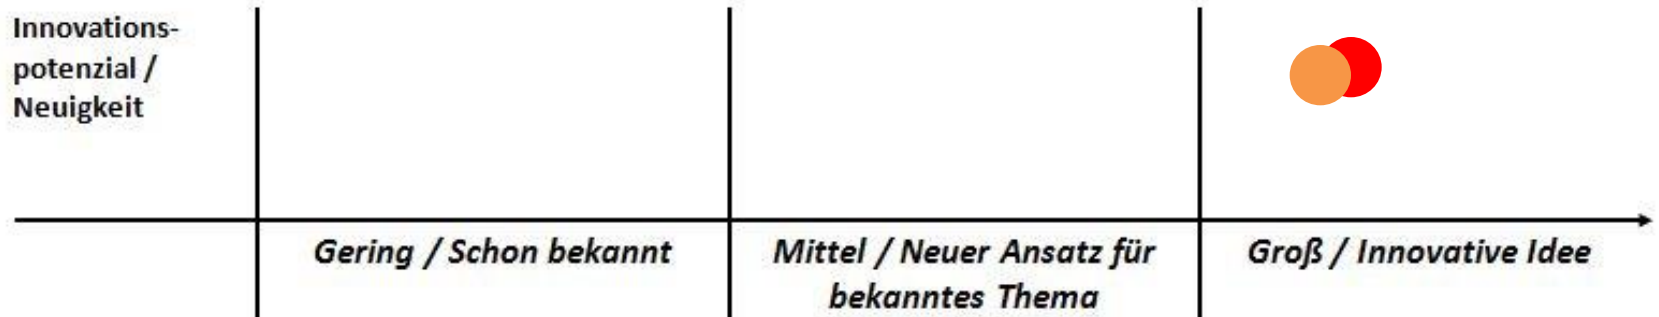 Innovations-
potenzial /
Neuigkeit
Gering / Schon bekannt
Mittel / Neuer Ansatz für
bekanntes Thema
Groß / Innovative Idee